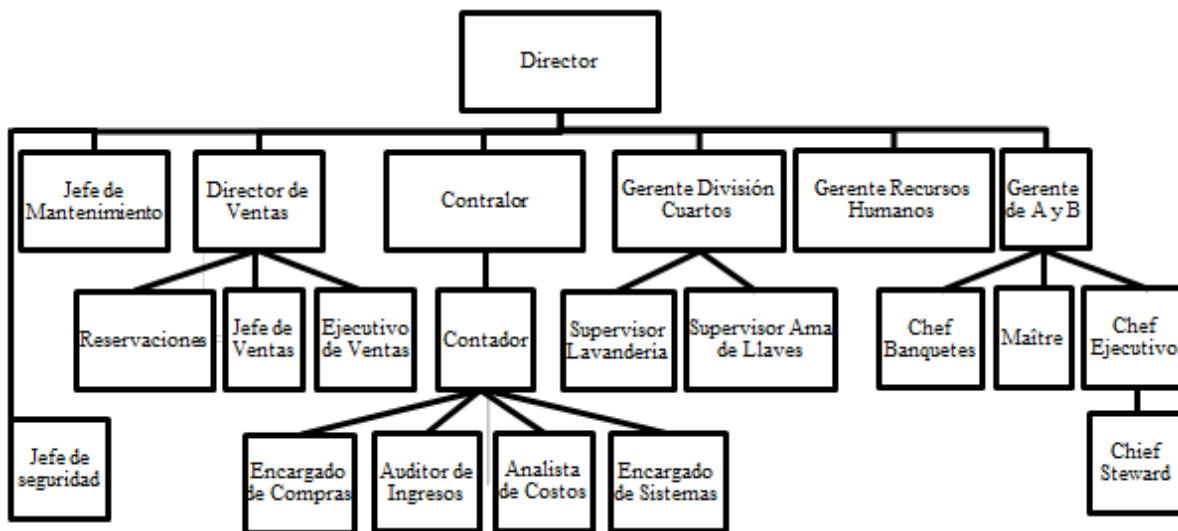 Director
Jefe de
Mantenimiento
Director de
Ventas
Contralor
Gerente División
Cuartos
Gerente Recursos
Humanos
Gerente
de A y B
Reservaciones
Jefe de
Ventas
Ejecutivo
de Ventas
Contador
Supervisor
Lavanderia
Supervisor Ama
de Llaves
Chef
Banquetes
Maître
Chef
Ejecutivo
Jefe de
seguridad
Encargado
de Compras
Auditor de
Ingresos
Analista
de Costos
Encargado
de Sistemas
Chief
Steward